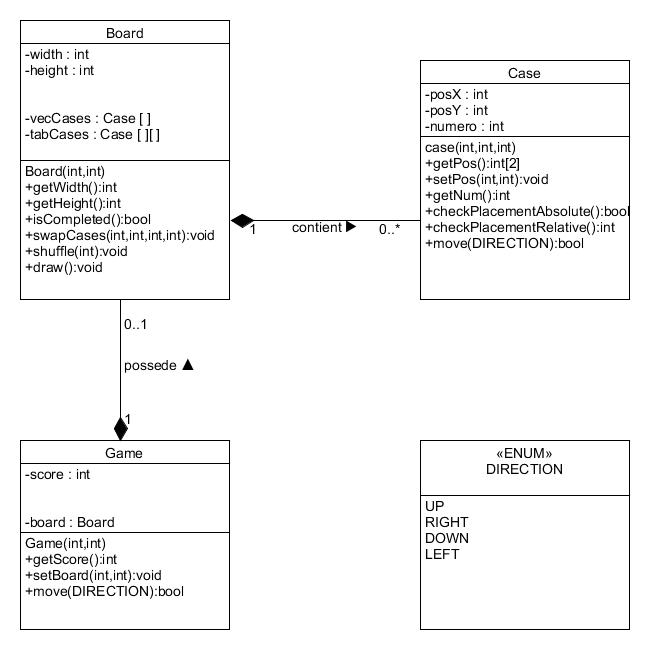 Board
-width : int
-height : int
-vecCases : Case [ ]
-tabCases : Case [ ][ ]
Board(int,int)
+getWidth():int
+getHeight():int
+isCompleted():bool
+swapCases(int,int,int,int):void
+shuffle(int):void
+draw():void
Case
-posX : int
-posY : int
-numero : int
case(int,int,int)
+getPos():int[2]
+setPos(int,int):void
+getNum():int
+checkPlacementAbsolute():bool
+checkPlacementRelative():int
+move(DIRECTION):bool
1 contient ▶ 0..*
0..1
possede ▲
1
Game
-score : int
-board : Board
Game(int,int)
+getScore():int
+setBoard(int,int):void
+move(DIRECTION):bool
«ENUM»
DIRECTION
UP
RIGHT
DOWN
LEFT